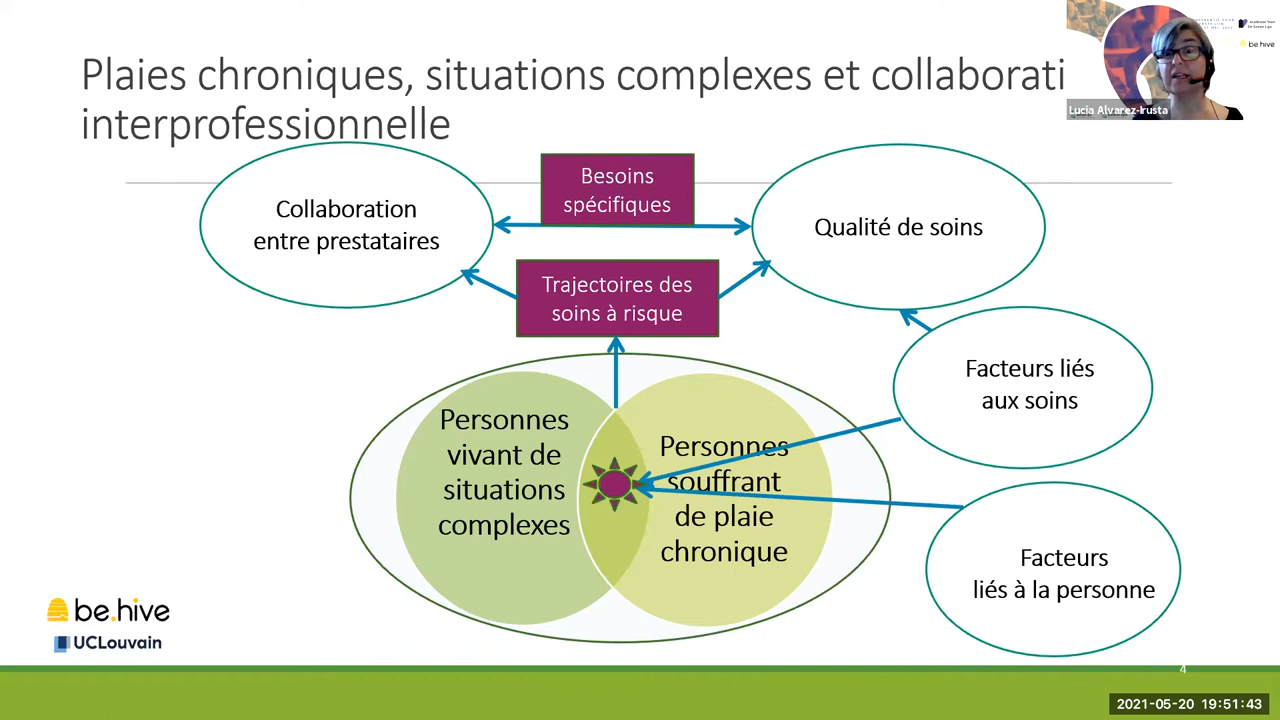 Plaies chroniques, situations complexes et collaborati
interprofessionnelle
be hive
Lucia Alvarez-Irusta
Besoins
spécifiques
Collaboration
entre prestataires
Qualité de soins
Trajectoires des
soins à risque
Facteurs liés
aux soins
Personnes
vivant de
situations
complexes
Personnes
souffrant
de plaie
chronique
Facteurs
liés à la personne
be.hive
UCLouvain
4
2021-05-20 19:51:43